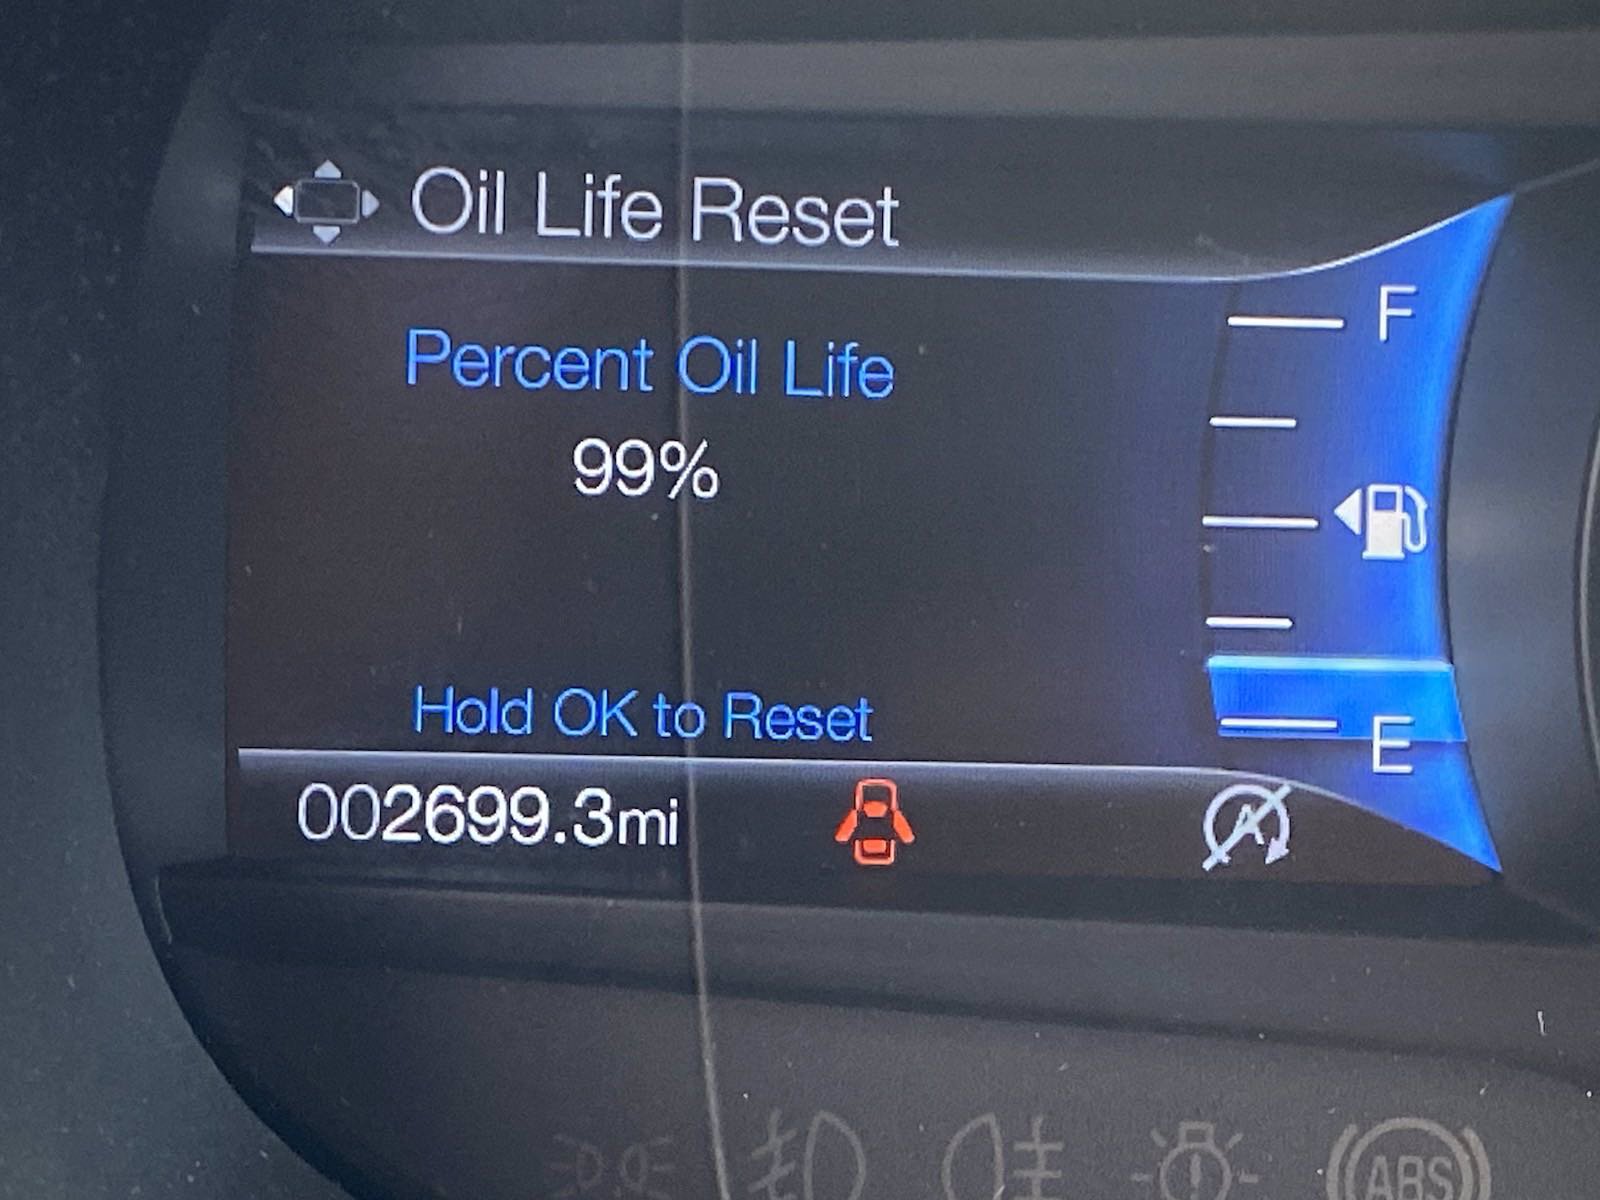 Oil Life Reset
Percent Oil Life
99%
Hold OK to Reset
002699.3mi
A
F
E
ABS